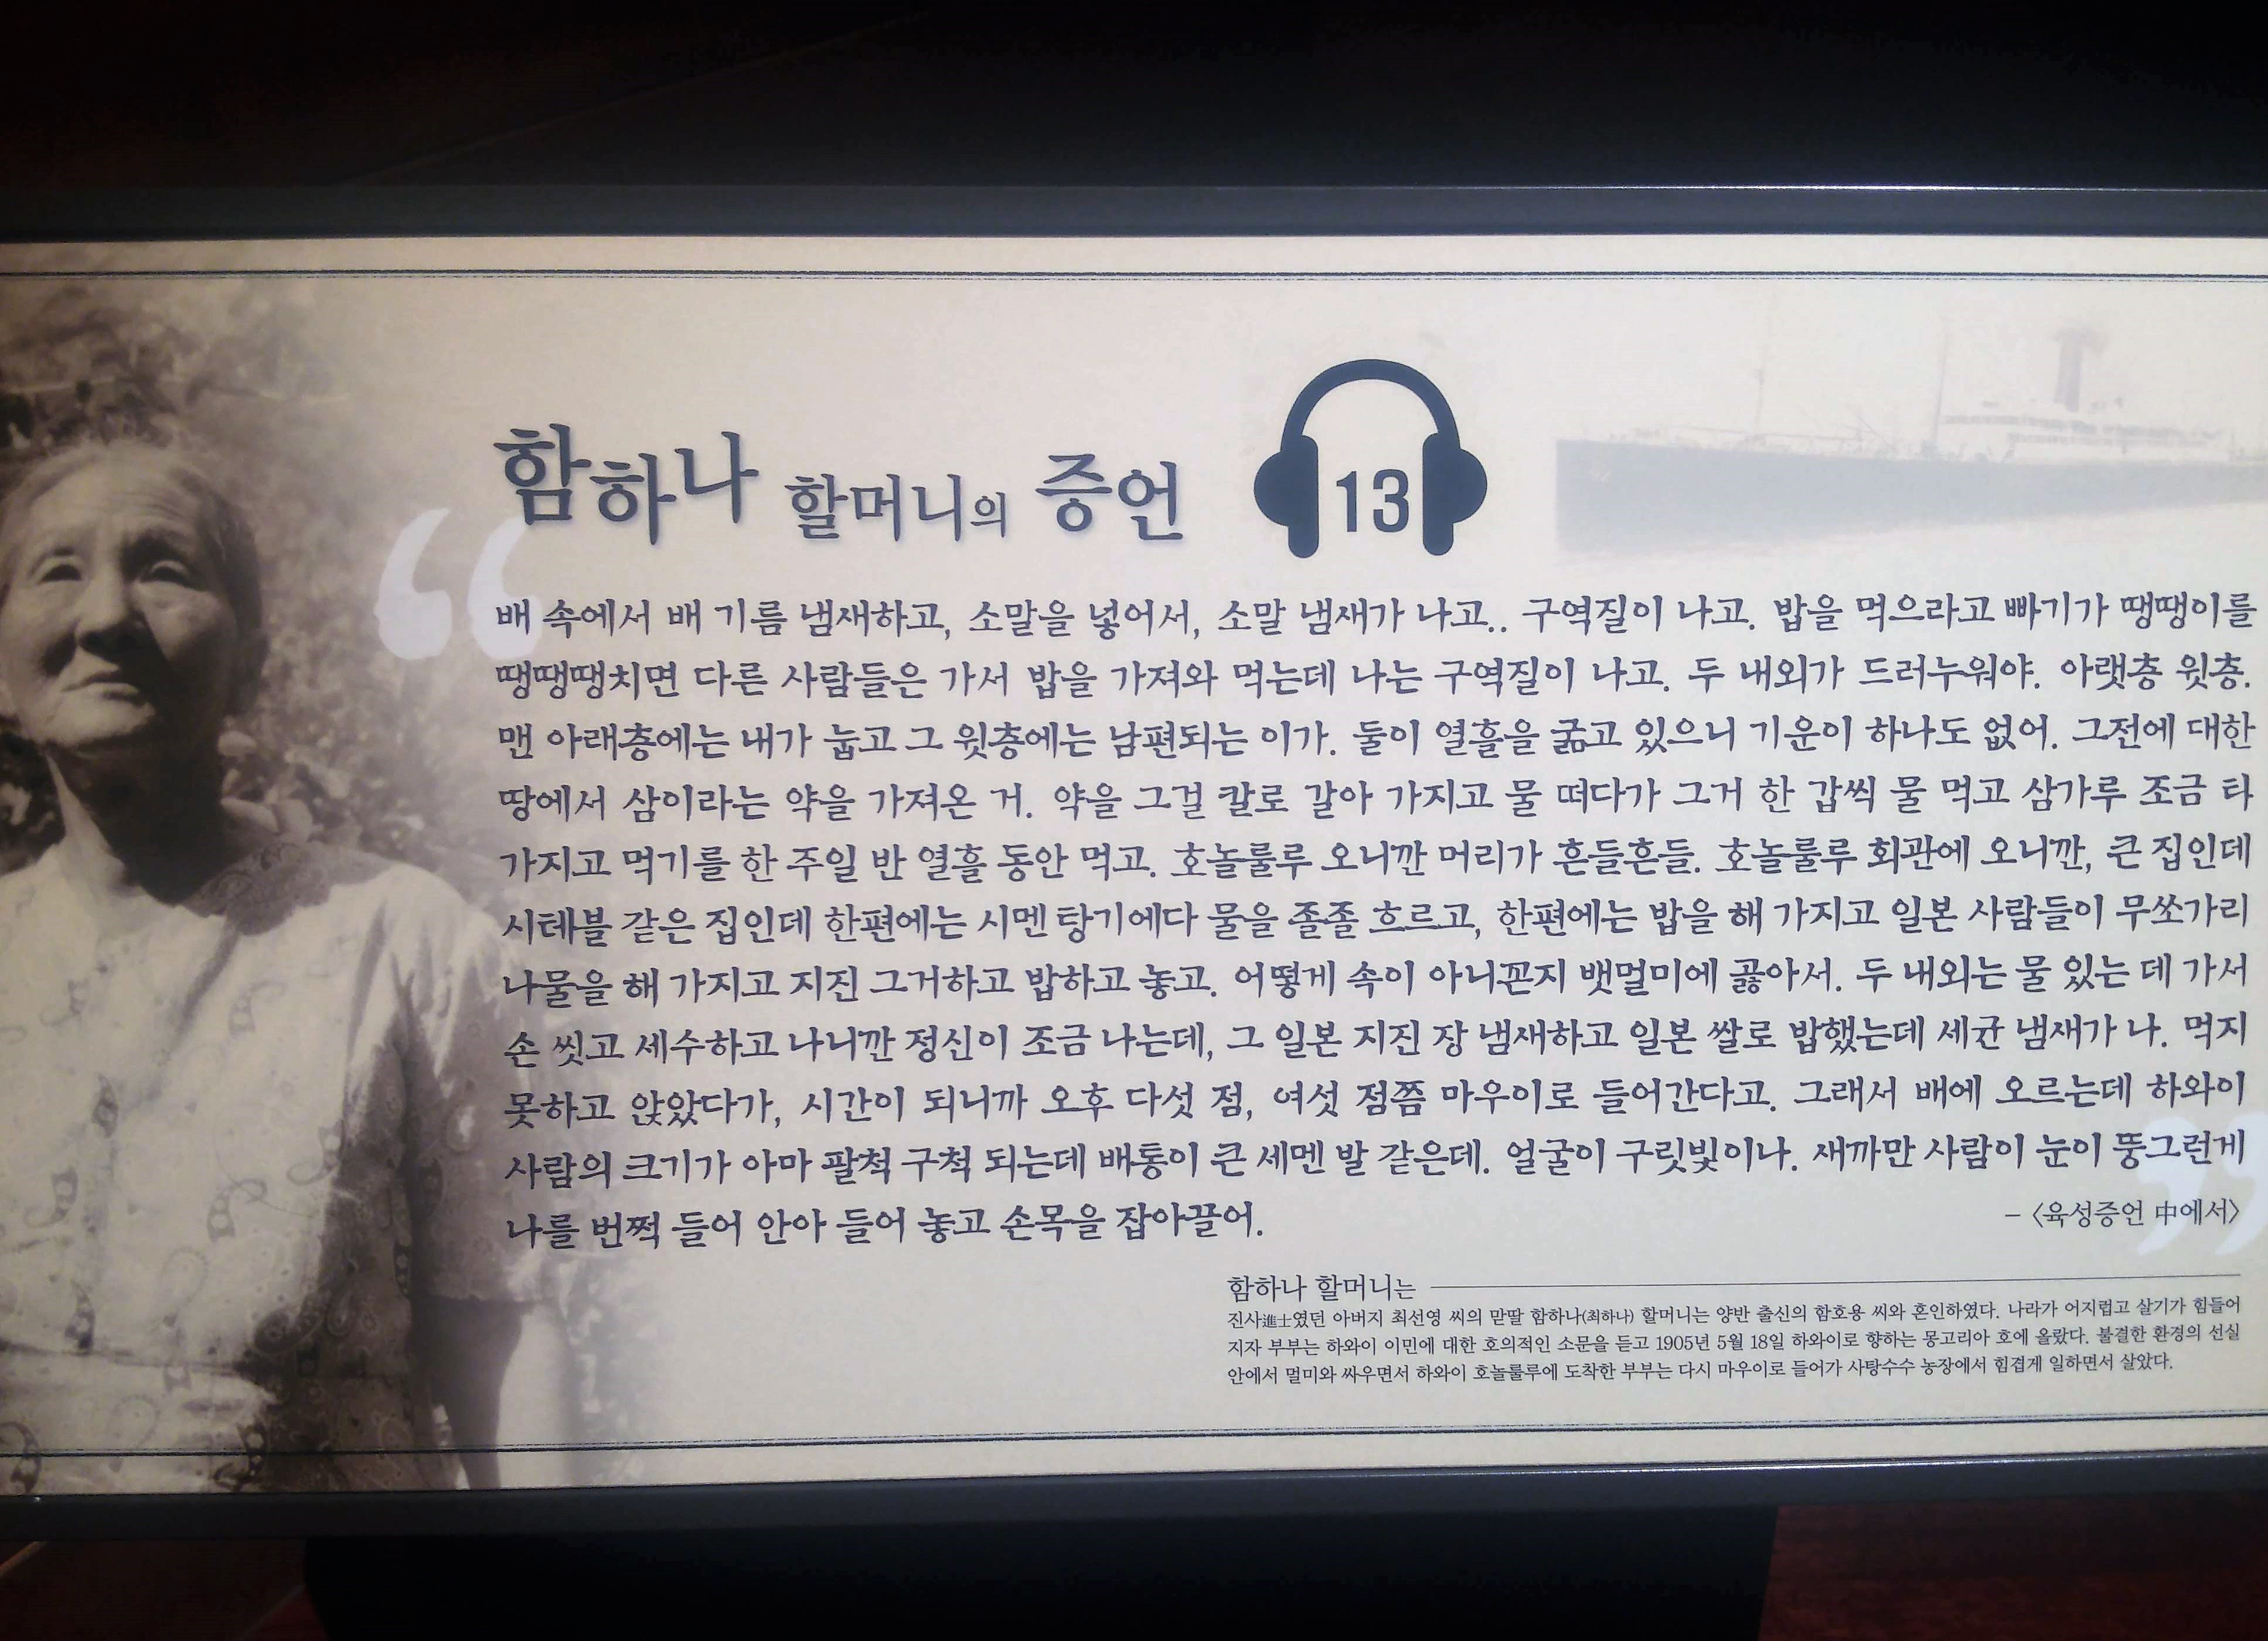 함하나 할머니의 증언
13
배 속에서 배 기름 냄새하고, 소말을 넣어서, 소말 냄새가 나고.. 구역질이 나고. 밥을 먹으라고 빠기가 땡땡이를
땡땡땡치면 다른 사람들은 가서 밥을 가져와 먹는데 나는 구역질이 나고. 두 내외가 드러누워야. 아랫층 윗층.
맨 아래층에는 내가 눕고 그 윗층에는 남편되는 이가. 둘이 열흘을 굶고 있으니 기운이 하나도 없어. 그전에 대한
땅에서 삼이라는 약을 가져온 거. 약을 그걸 칼로 갈아 가지고 물 떠다가 그거 한 갑씩 물 먹고 삼가루 조금 타
가지고 먹기를 한 주일 반 열흘 동안 먹고. 호놀룰루 오니깐 머리가 흔들흔들. 호놀룰루 회관에 오니깐, 큰 집인데
시테블 같은 집인데 한편에는 시멘 탕기에다 물을 졸졸 흐르고, 한편에는 밥을 해 가지고 일본 사람들이 무쏘가리
나물을 해 가지고 지진 그거하고 밥하고 놓고. 어떻게 속이 아니꼰지 뱃멀미에 곯아서. 두 내외는 물 있는 데 가서
손 씻고 세수하고 나니깐 정신이 조금 나는데, 그 일본 지진 장 냄새하고 일본 쌀로 밥했는데 세균 냄새가 나. 먹지
못하고 앉았다가, 시간이 되니까 오후 다섯 점, 여섯 점쯤 마우이로 들어간다고. 그래서 배에 오르는데 하와이
사람의 크기가 아마 팔척 구척 되는데 배통이 큰 세멘 발 같은데. 얼굴이 구릿빛이나. 새까만 사람이 눈이 뚱그런게
나를 번쩍 들어 안아 들어 놓고 손목을 잡아끌어.
- <육성증언 中에서>
함하나 할머니는
진사進士였던 아버지 최선영 씨의 맏딸 함하나(최하나) 할머니는 양반 출신의 함호용 씨와 혼인하였다. 나라가 어지럽고 살기가 힘들어
지자 부부는 하와이 이민에 대한 호의적인 소문을 듣고 1905년 5월 18일 하와이로 향하는 몽고리아 호에 올랐다. 불결한 환경의 선실
안에서 멀미와 싸우면서 하와이 호놀룰루에 도착한 부부는 다시 마우이로 들어가 사탕수수 농장에서 힘겹게 일하면서 살았다.